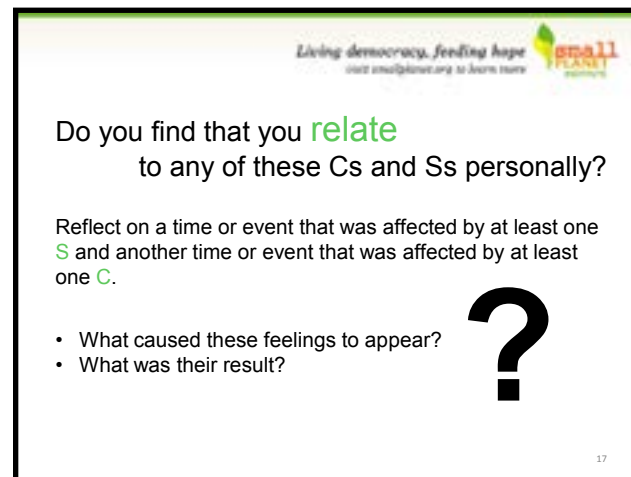 Living democracy, feeding hope
visit smallplanet.org to learn more
small
PLANET
INSTITUTE
Do you find that you relate
to any of these Cs and Ss personally?
Reflect on a time or event that was affected by at least one
S and another time or event that was affected by at least
one C.
• What caused these feelings to appear?
• What was their result?
?
17